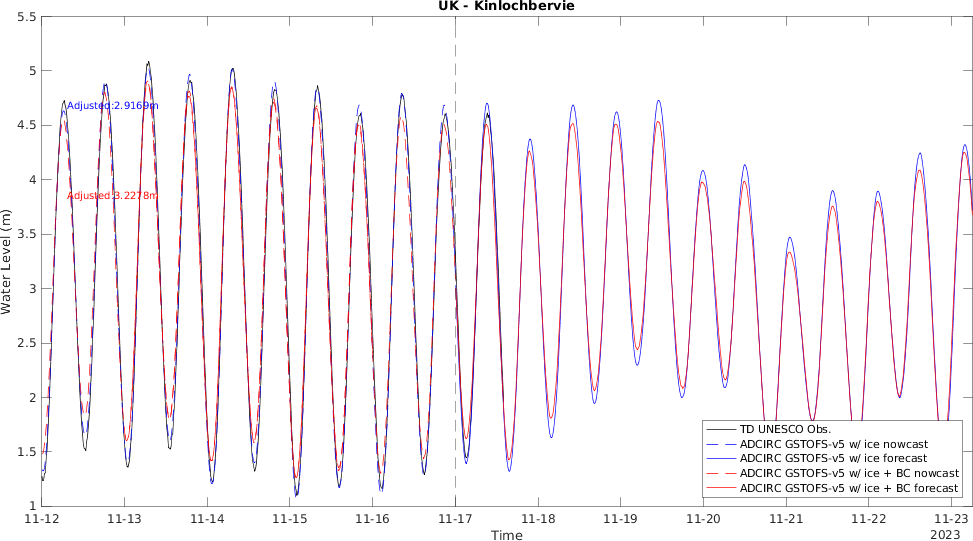 UK - Kinlochbervie
5.5
5
4.5
4
3.5
3
2.5
2
1.5
1
Water Level (m)
Adjusted:2.9169m
Adjusted:3.2278m
TD UNESCO Obs.
ADCIRC GSTOFS-v5 w/ ice nowcast
ADCIRC GSTOFS-v5 w/ ice forecast
ADCIRC GSTOFS-v5 w/ ice + BC nowcast
ADCIRC GSTOFS-v5 w/ ice + BC forecast
11-12 11-13 11-14 11-15 11-16 11-17 11-18 11-19 11-20 11-21 11-22 11-23
Time
2023